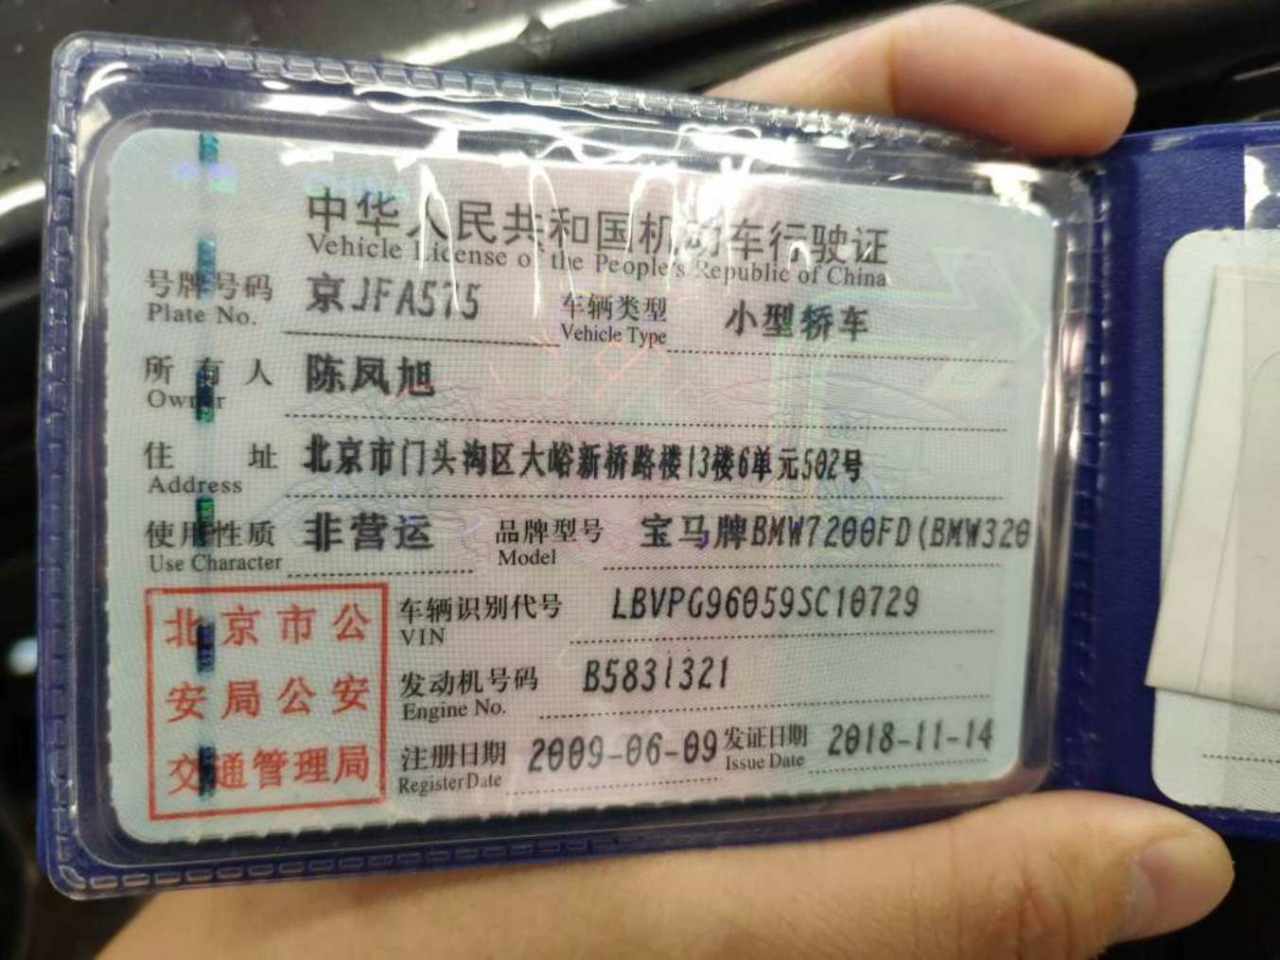 中华人民共和国机动车行驶证
Vehicle License of the People's Republic of China
号牌号码 京JFA575 车辆类型 小型轿车
Plate No. Vehicle Type
所有人 陈凤旭
Owner
住址 北京市门头沟区大峪新桥路楼13楼6单元502号
Address
使用性质 非营运 品牌型号 宝马牌BMW7200FD(BMW320
Use Character Model
北京市公
安局公安
交通管理局
车辆识别代号 LBVPG96059SC10729
VIN
发动机号码 B5831321
Engine No.
注册日期 2009-06-09 发证日期 2018-11-14
Register Date Issue Date